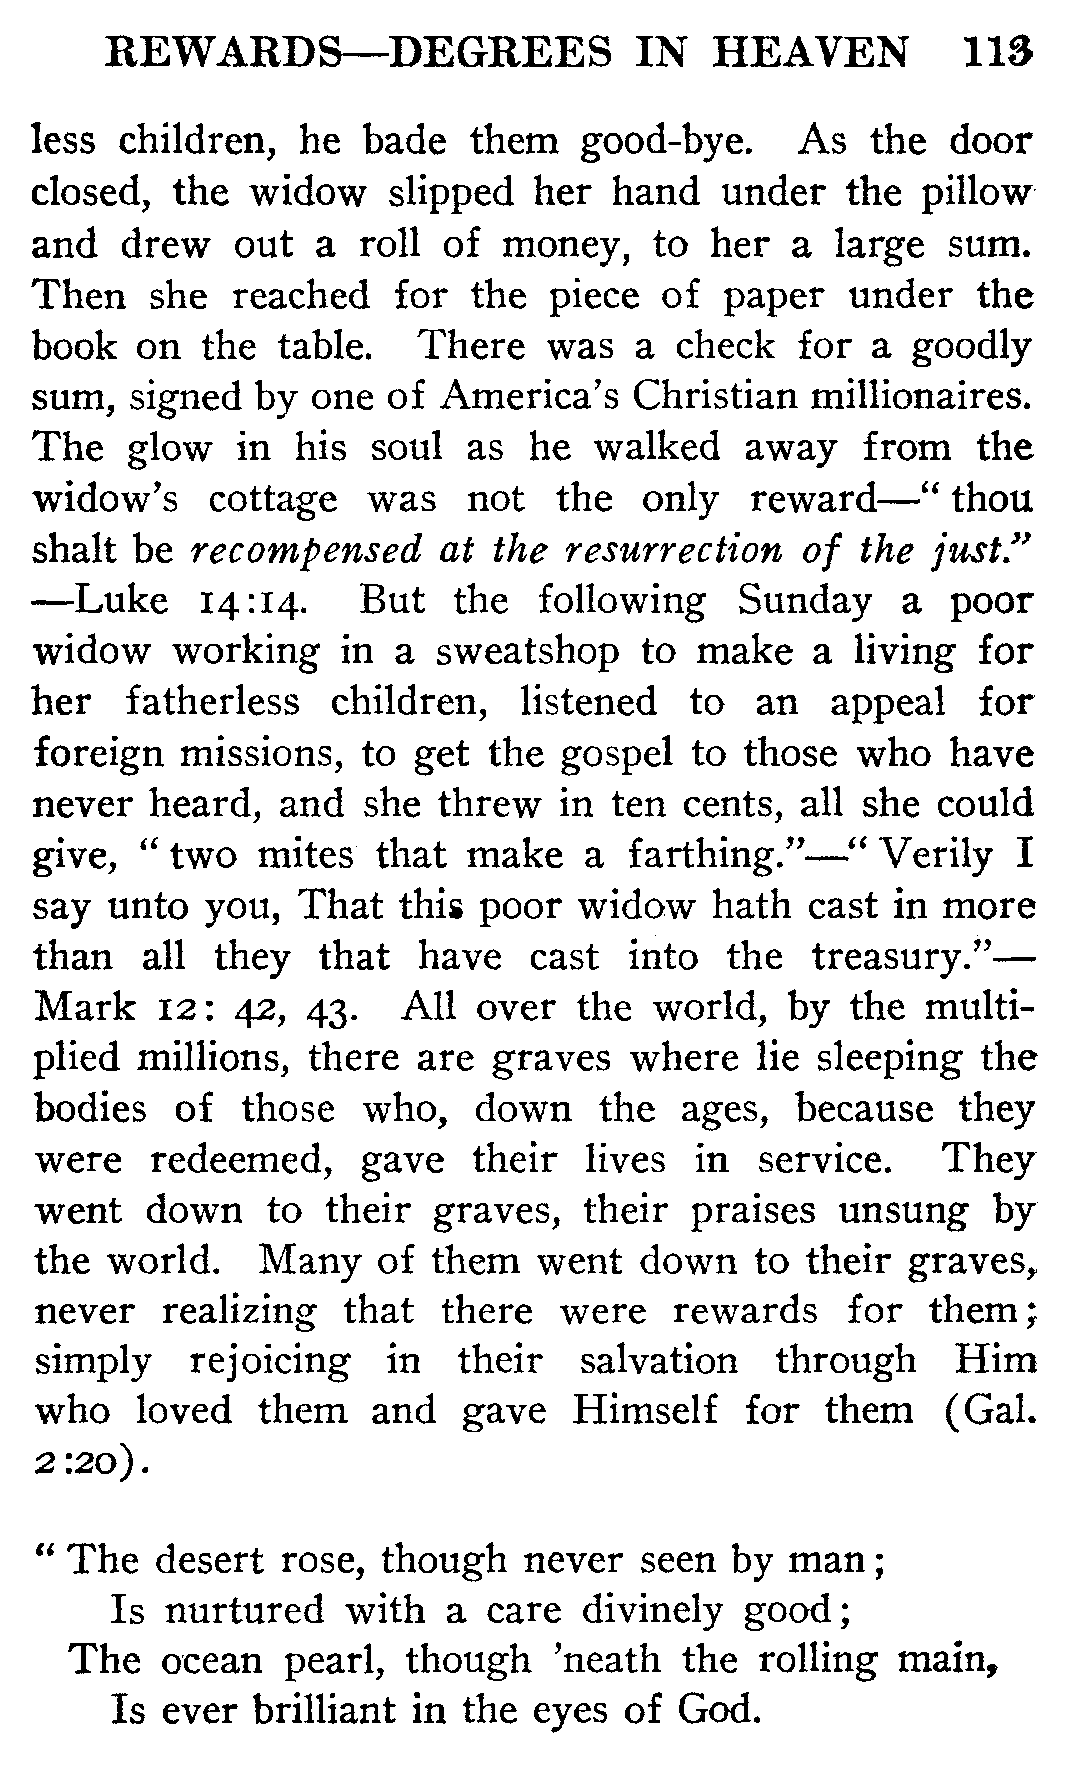 REWARDS—DEGREES IN HEAVEN 113
less children, he bade them good-bye. As the door
closed, the widow slipped her hand under the pillow
and drew out a roll of money, to her a large sum.
Then she reached for the piece of paper under the
book on the table. There was a check for a goodly
sum, signed by one of America's Christian millionaires.
The glow in his soul as he walked away from the
widow's cottage was not the only reward—“ thou
shalt be recompensed at the resurrection of the just.”
—Luke 14:14. But the following Sunday a poor
widow working in a sweatshop to make a living for
her fatherless children, listened to an appeal for
foreign missions, to get the gospel to those who have
never heard, and she threw in ten cents, all she could
give, “ two mites that make a farthing.”—“ Verily I
say unto you, That this poor widow hath cast in more
than all they that have cast into the treasury.”—
Mark 12: 42, 43. All over the world, by the multi-
plied millions, there are graves where lie sleeping the
bodies of those who, down the ages, because they
were redeemed, gave their lives in service. They
went down to their graves, their praises unsung by
the world. Many of them went down to their graves,
never realizing that there were rewards for them;
simply rejoicing in their salvation through Him
who loved them and gave Himself for them (Gal.
2:20).
“ The desert rose, though never seen by man;
Is nurtured with a care divinely good;
The ocean pearl, though 'neath the rolling main,
Is ever brilliant in the eyes of God.